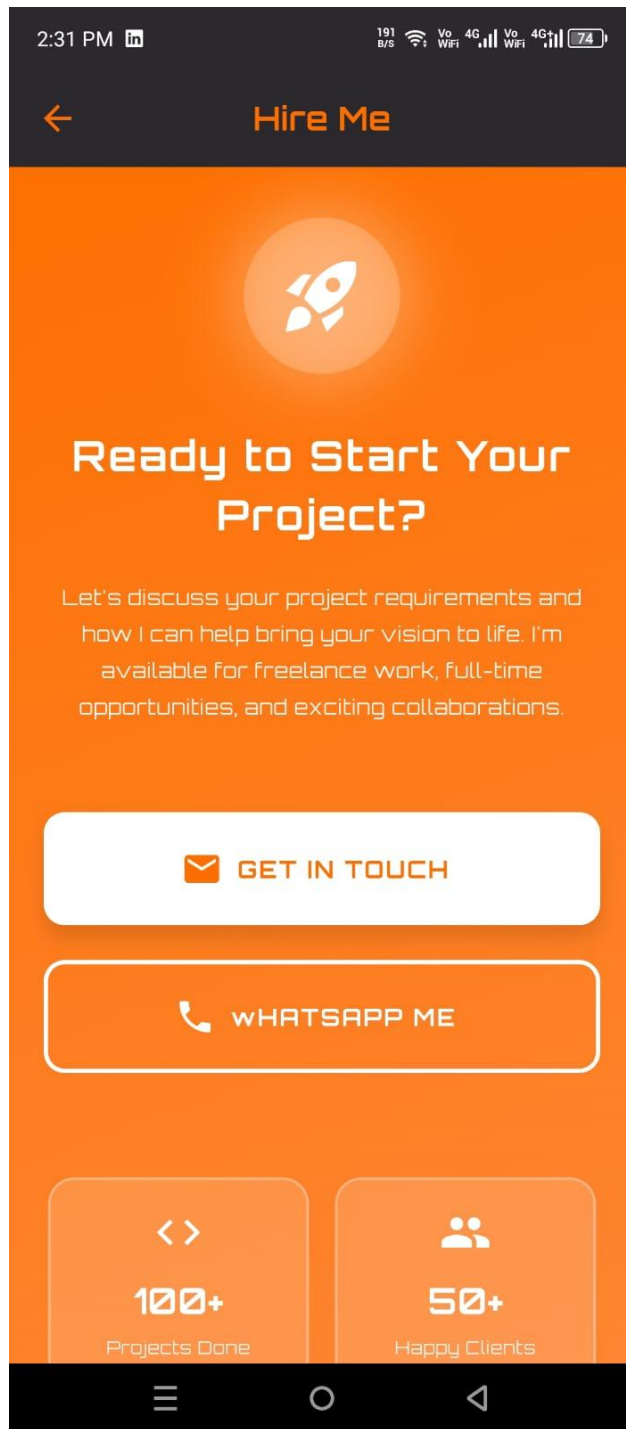 2:31 PM in 191 B/S Vo WiFi 4G Vo WiFi 4G+ 74
Hire Me
Ready to Start Your
Project?
Let's discuss your project requirements and
how I can help bring your vision to life. I'm
available for freelance work, full-time
opportunities, and exciting collaborations.
GET IN TOUCH
wHATSAPP ME
100+ 50+
Projects Done Happy Clients